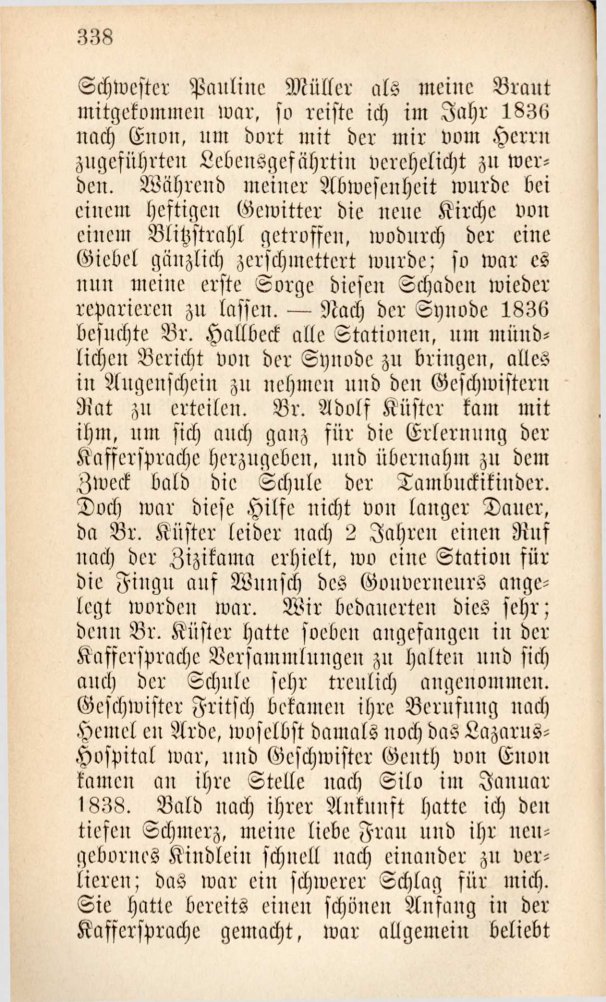 338
Schwester Pauline Müller als meine Braut
mitgekommen war, so reiste ich im Jahr 1836
nach Enon, um dort mit der mir vom Herrn
zugeführten Lebensgefährtin verehelicht zu wer-
den. Während meiner Abwesenheit wurde bei
einem heftigen Gewitter die neue Kirche von
einem Blitzstrahl getroffen, wodurch der eine
Giebel gänzlich zerschmettert wurde; so war es
nun meine erste Sorge diesen Schaden wieder
reparieren zu lassen. — Nach der Synode 1836
besuchte Br. Hallbeck alle Stationen, um münd-
lichen Bericht von der Synode zu bringen, alles
in Augenschein zu nehmen und den Geschwistern
Rat zu erteilen. Br. Adolf Küster kam mit
ihm, um sich auch ganz für die Erlernung der
Kaffersprache herzugeben, und übernahm zu dem
Zweck bald die Schule der Tambuckikinder.
Doch war diese Hilfe nicht von langer Dauer,
da Br. Küster leider nach 2 Jahren einen Ruf
nach der Zizikama erhielt, wo eine Station für
die Fingu auf Wunsch des Gouverneurs ange-
legt worden war. Wir bedauerten dies sehr;
denn Br. Küster hatte soeben angefangen in der
Kaffersprache Versammlungen zu halten und sich
auch der Schule sehr treulich angenommen.
Geschwister Fritsch bekamen ihre Berufung nach
Hemel en Arde, woselbst damals noch das Lazarus-
Hospital war, und Geschwister Genth von Enon
kamen an ihre Stelle nach Silo im Januar
1838. Bald nach ihrer Ankunft hatte ich den
tiefen Schmerz, meine liebe Frau und ihr neu-
gebornes Kindlein schnell nach einander zu ver-
lieren; das war ein schwerer Schlag für mich.
Sie hatte bereits einen schönen Anfang in der
Kaffersprache gemacht, war allgemein beliebt